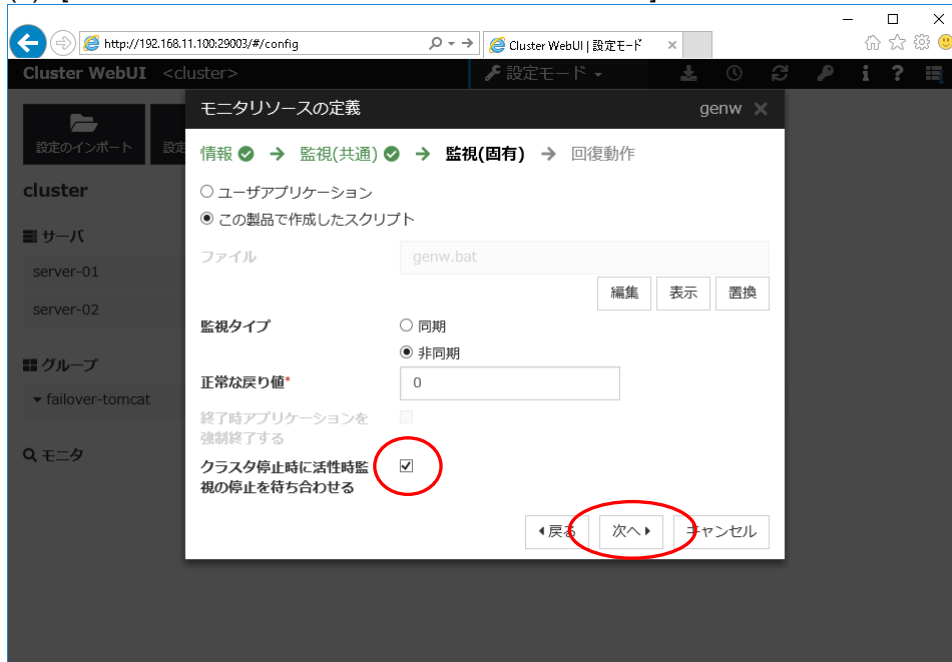 http://192.168.11.100:29003/#/config
Cluster WebUI | 設定モード
Cluster WebUI <cluster>
設定モード
設定のインポート
cluster
サーバ
server-01
server-02
グループ
failover-tomcat
モニタ
モニタリソースの定義
genw
情報 → 監視(共通) → 監視(固有) → 回復動作
ユーザアプリケーション
この製品で作成したスクリプト
ファイル genw.bat
編集 表示 置換
監視タイプ 同期
非同期
正常な戻り値* 0
終了時アプリケーションを
強制終了する
クラスタ停止時に活性時監
視の停止を待ち合わせる
戻る 次へ キャンセル